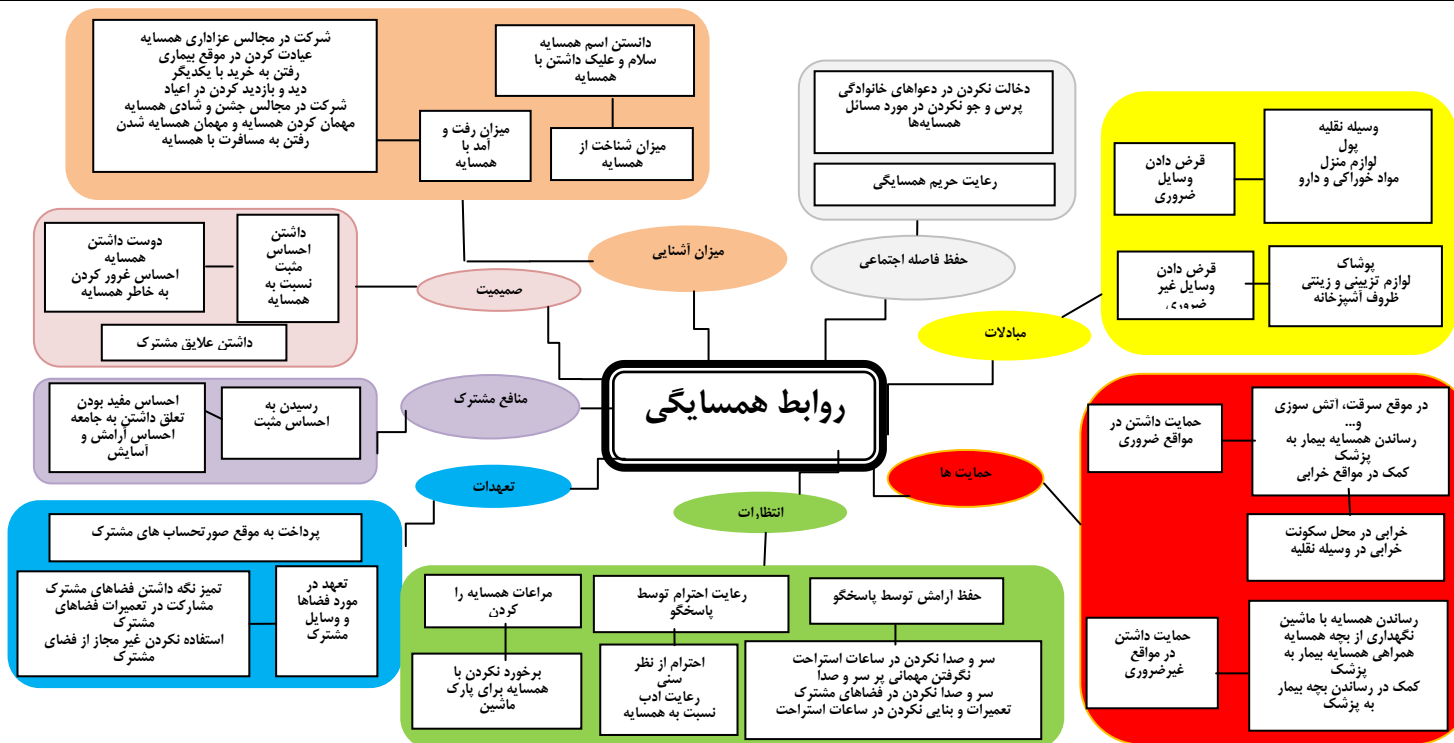 شرکت در مجالس عزاداری همسایه
عیادت کردن در موقع بیماری
رفتن به خرید با یکدیگر
دید و بازدید کردن در اعیاد
شرکت در مجالس جشن و شادی همسایه
مهمان کردن همسایه و مهمان همسایه شدن
رفتن به مسافرت با همسایه
دانستن اسم همسایه
سلام و علیک داشتن با
همسایه
میزان رفت و
آمد با
همسایه
میزان شناخت از
همسایه
دخالت نکردن در دعواهای خانوادگی
پرس و جو نکردن در مورد مسائل
همسایه‌ها
رعایت حریم همسایگی
وسیله نقلیه
پول
لوازم منزل
مواد خوراکی و دارو
قرض دادن
وسایل
ضروری
پوشاک
لوازم تزیینی و زینتی
ظروف آشپزخانه
قرض دادن
وسایل غیر
ضروری
میزان آشنایی
حفظ فاصله اجتماعی
مبادلات
صمیمیت
داشتن
احساس
مثبت
نسبت به
همسایه
دوست داشتن
همسایه
احساس غرور کردن
به خاطر همسایه
داشتن علایق مشترک
روابط همسایگی
منافع مشترک
رسیدن به
احساس مثبت
احساس مفید بودن
تعلق داشتن به جامعه
احساس آرامش و
آسایش
تعهدات
پرداخت به موقع صورتحساب های مشترک
تعهد در
مورد فضاها
و وسایل
مشترک
تمیز نگه داشتن فضاهای مشترک
مشارکت در تعمیرات فضاهای
مشترک
استفاده نکردن غیر مجاز از فضای
مشترک
انتظارات
حفظ آرامش توسط پاسخگو
سر و صدا نکردن در ساعات استراحت
نگرفتن مهمانی پر سر و صدا
سر و صدا نکردن در فضاهای مشترک
تعمیرات و بنایی نکردن در ساعات استراحت
رعایت احترام توسط
پاسخگو
احترام از نظر
سنی
رعایت ادب
نسبت به همسایه
مراعات همسایه را
کردن
برخورد نکردن با
همسایه برای پارک
ماشین
حمایت ها
حمایت داشتن در
مواقع ضروری
در موقع سرقت، اتش سوزی
و...
رساندن همسایه بیمار به
پزشک
کمک در مواقع خرابی
خرابی در محل سکونت
خرابی در وسیله نقلیه
حمایت داشتن
در مواقع
غیرضروری
رساندن همسایه با ماشین
نگهداری از بچه همسایه
همراهی همسایه بیمار به
پزشک
کمک در رساندن بچه بیمار
به پزشک